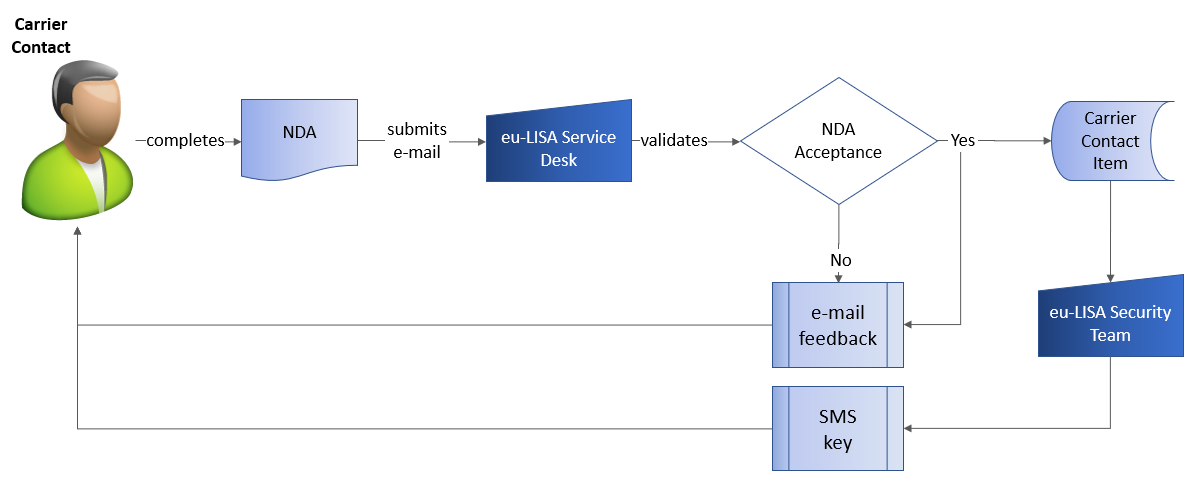 Carrier
Contact
completes
NDA
submits
e-mail
eu-LISA Service
Desk
validates
NDA
Acceptance
Yes
Carrier
Contact
Item
No
e-mail
feedback
eu-LISA Security
Team
SMS
key